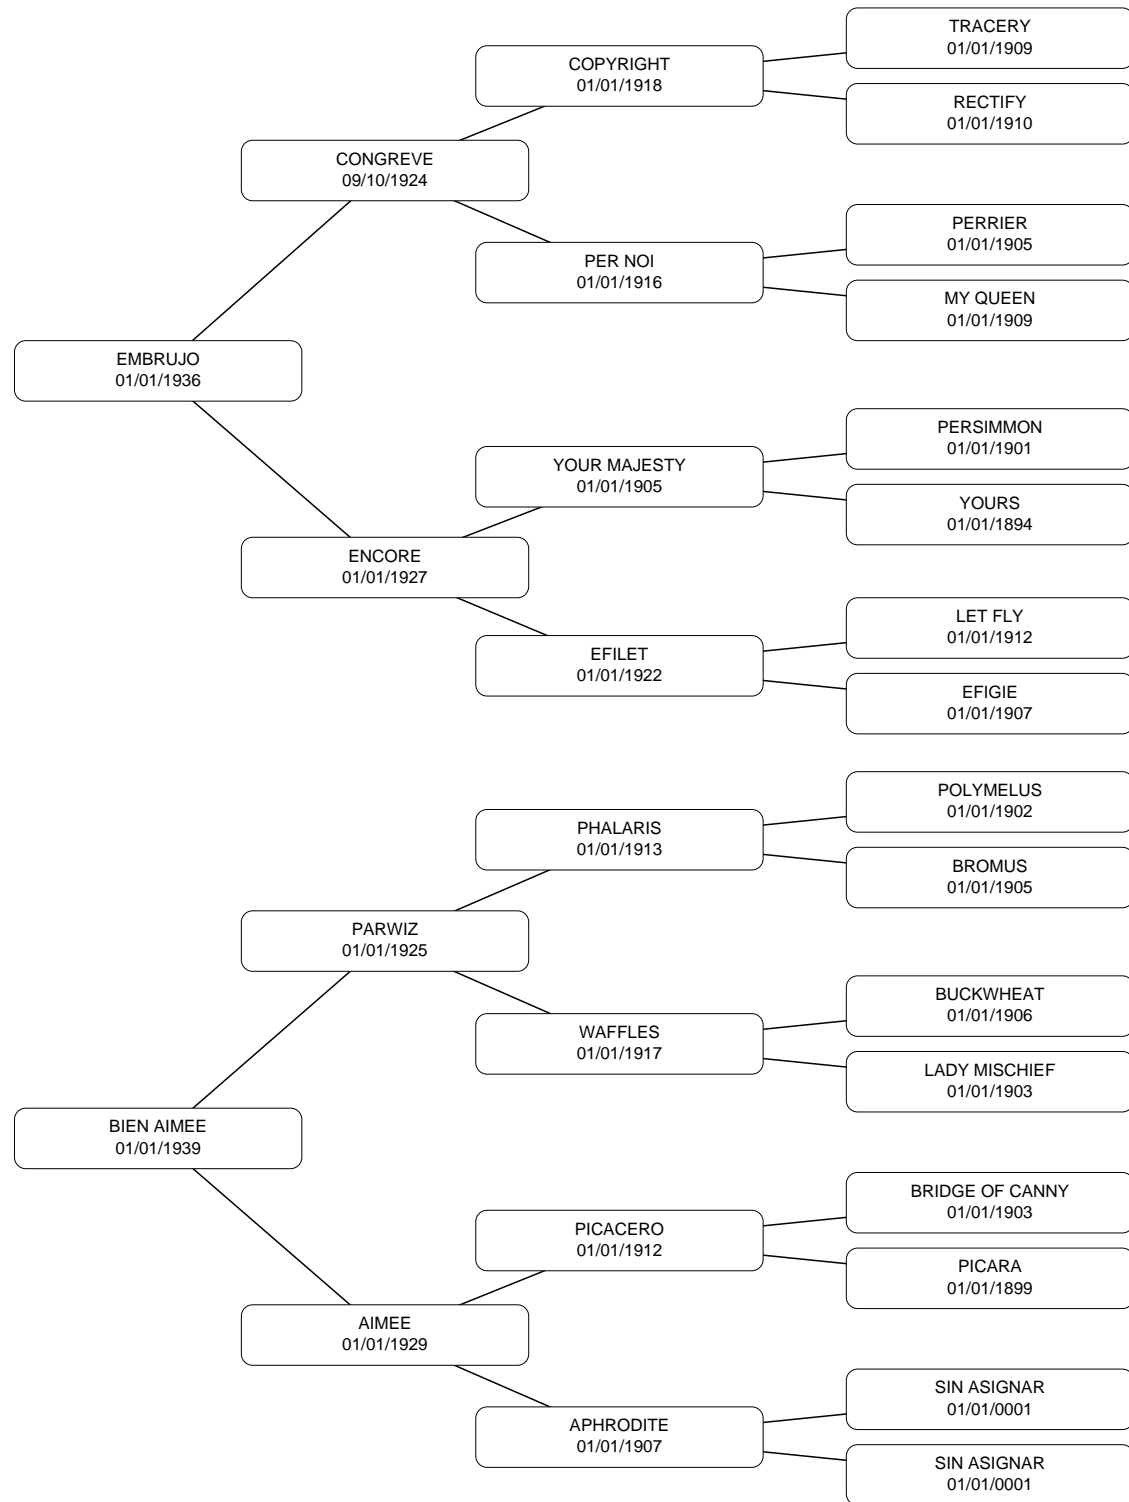 TRACERY
01/01/1909
COPYRIGHT
01/01/1918
RECTIFY
01/01/1910
CONGREVE
09/10/1924
PERRIER
01/01/1905
PER NOI
01/01/1916
MY QUEEN
01/01/1909
EMBRUJO
01/01/1936
PERSIMMON
01/01/1901
YOUR MAJESTY
01/01/1905
YOURS
01/01/1894
ENCORE
01/01/1927
LET FLY
01/01/1912
EFILET
01/01/1922
EFIGIE
01/01/1907
POLYMELUS
01/01/1902
PHALARIS
01/01/1913
BROMUS
01/01/1905
PARWIZ
01/01/1925
BUCKWHEAT
01/01/1906
WAFFLES
01/01/1917
LADY MISCHIEF
01/01/1903
BIEN AIMEE
01/01/1939
BRIDGE OF CANNY
01/01/1903
PICACERO
01/01/1912
PICARA
01/01/1899
AIMEE
01/01/1929
SIN ASIGNAR
01/01/0001
APHRODITE
01/01/1907
SIN ASIGNAR
01/01/0001